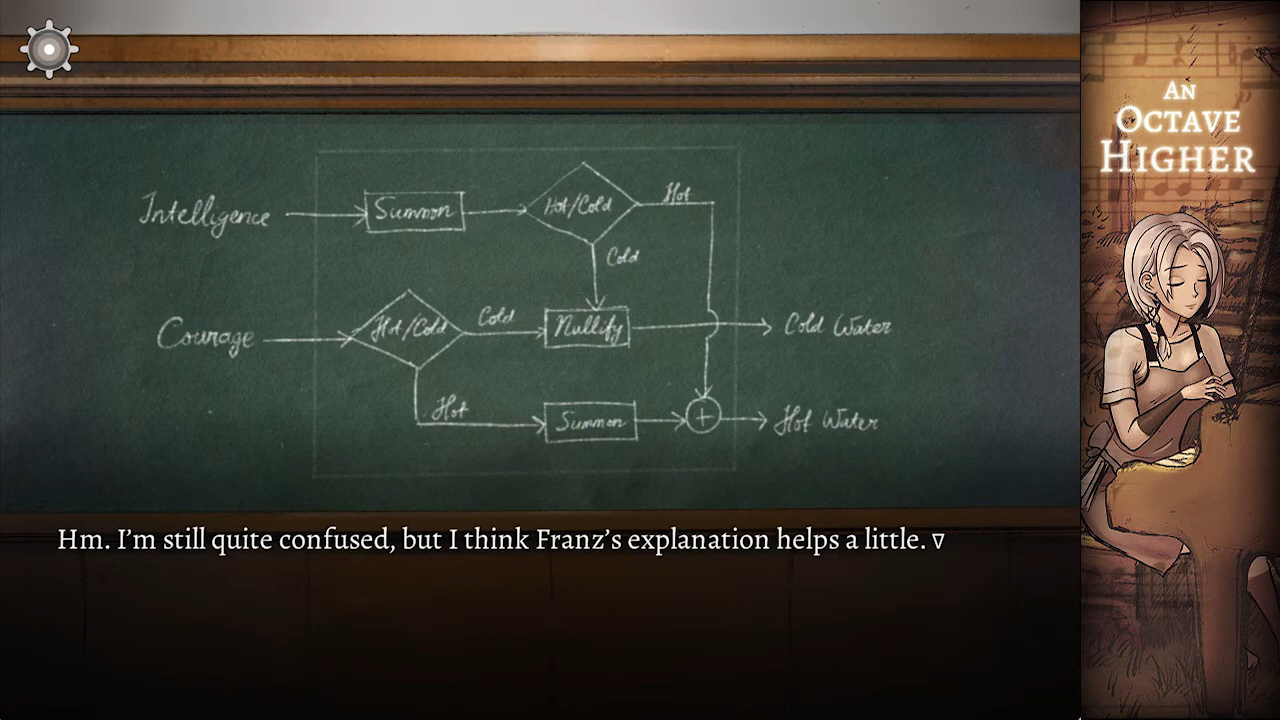 AN
OCTAVE
HIGHER
Intelligence
Summon
Hot/Cold
Hot
Cold
Courage
Hot/Cold
Cold
Nullify
Cold Water
Hot
Summon
+
Hot Water
Hm. I'm still quite confused, but I think Franz's explanation helps a little. ∇